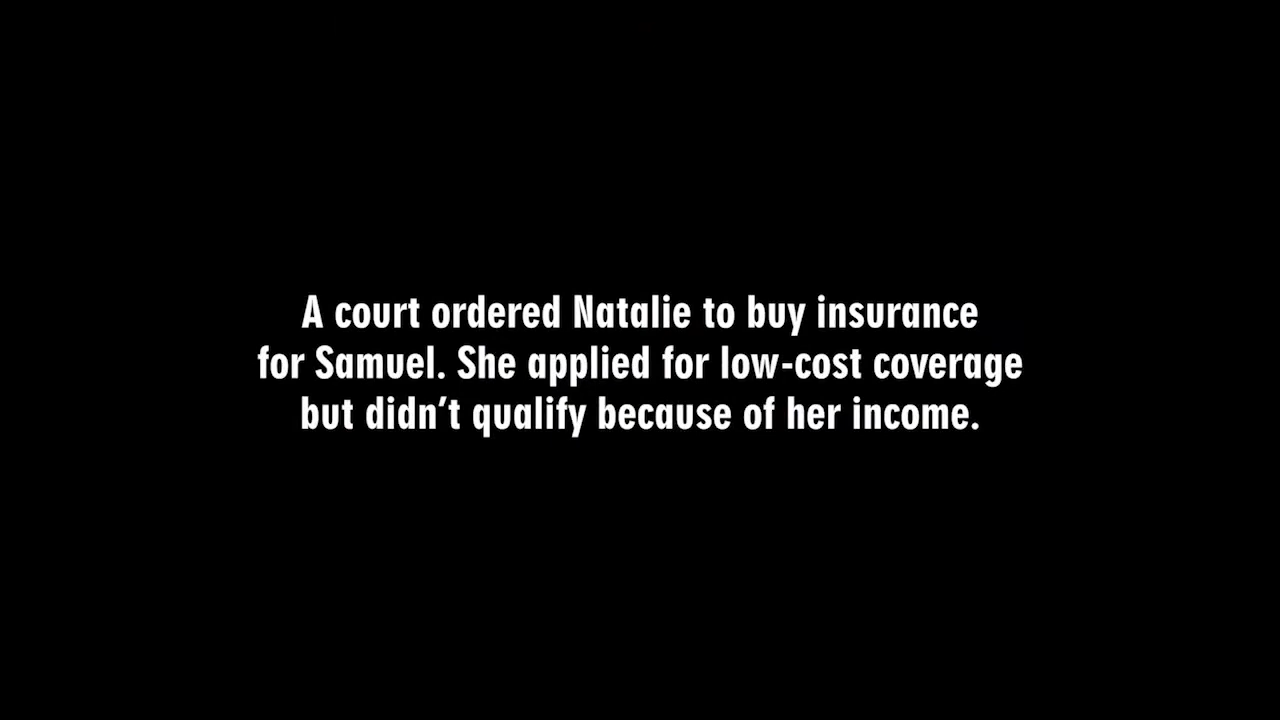 A court ordered Natalie to buy insurance
for Samuel. She applied for low-cost coverage
but didn’t qualify because of her income.